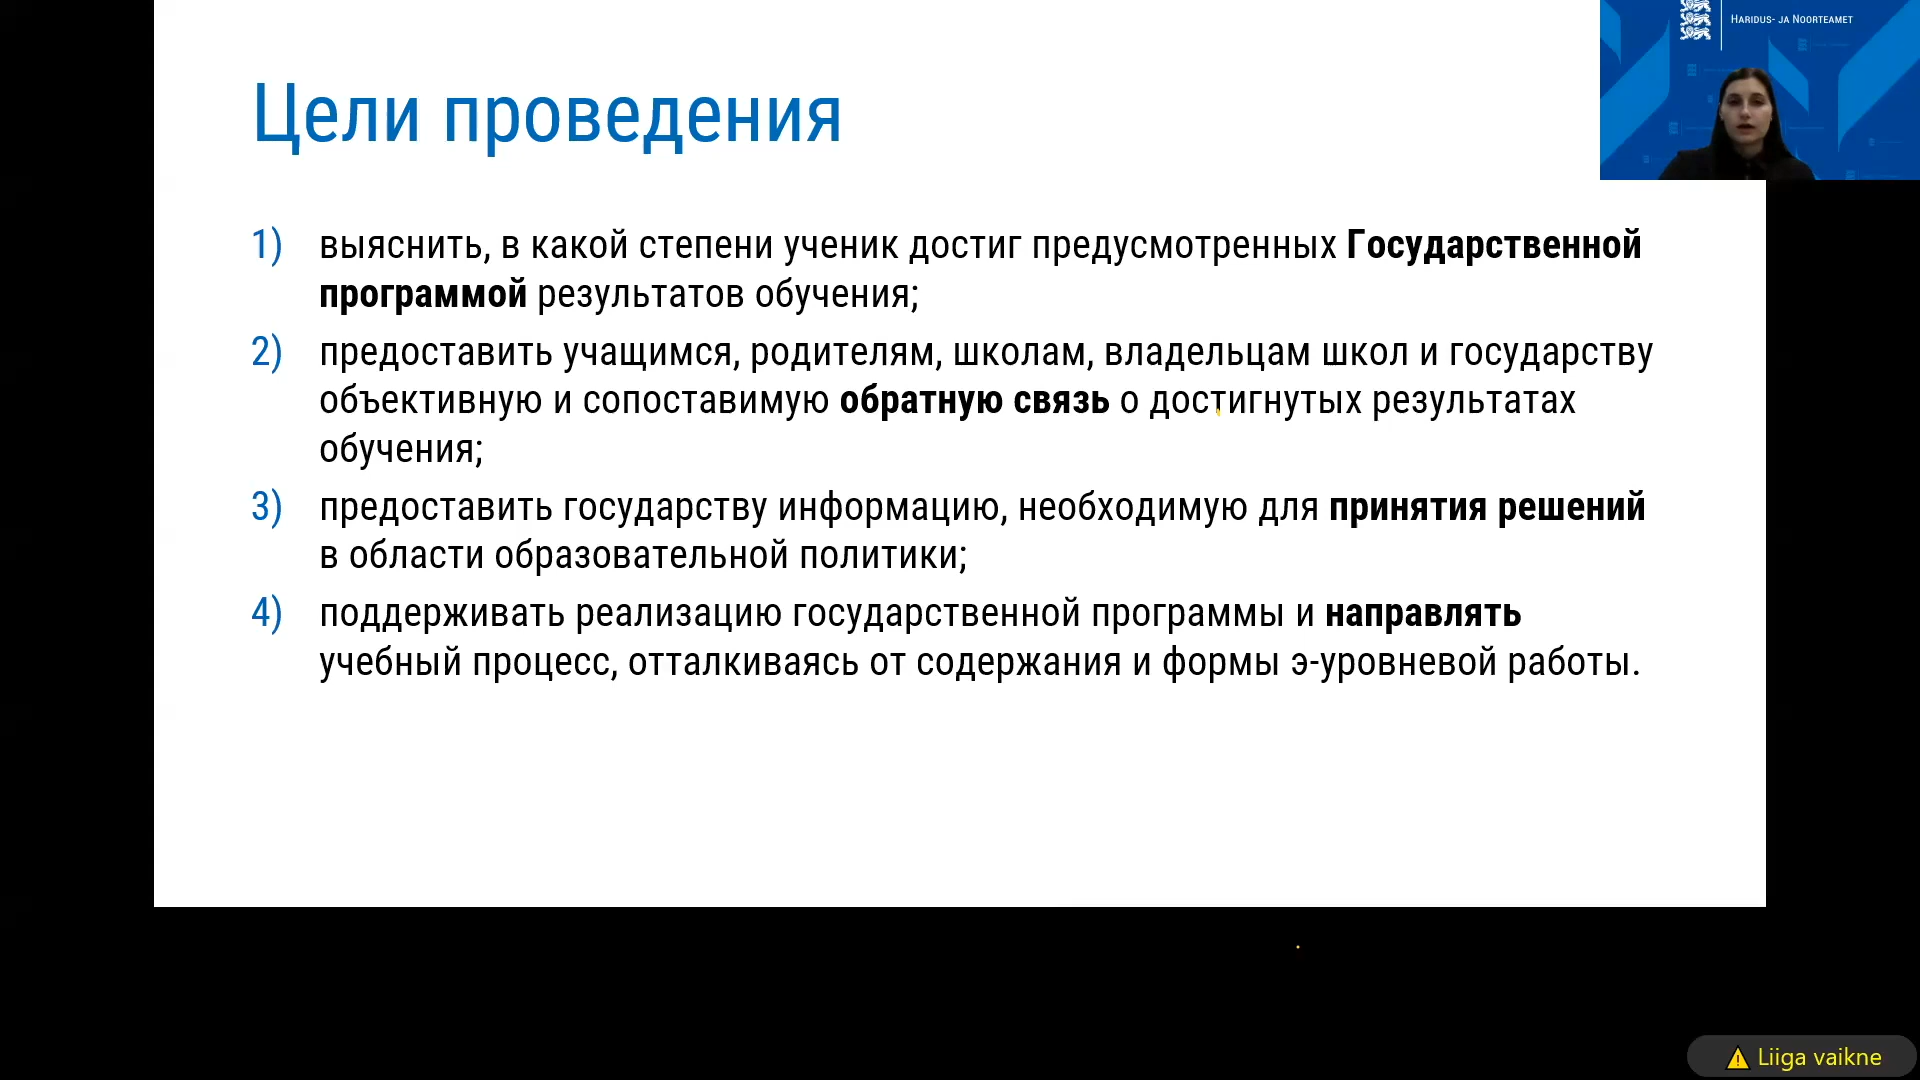 HARIDUS- JA NOORTEAMET
Цели проведения
1) выяснить, в какой степени ученик достиг предусмотренных Государственной
программой результатов обучения;
2) предоставить учащимся, родителям, школам, владельцам школ и государству
объективную и сопоставимую обратную связь о достигнутых результатах
обучения;
3) предоставить государству информацию, необходимую для принятия решений
в области образовательной политики;
4) поддерживать реализацию государственной программы и направлять
учебный процесс, отталкиваясь от содержания и формы э-уровневой работы.
Liiga vaikne